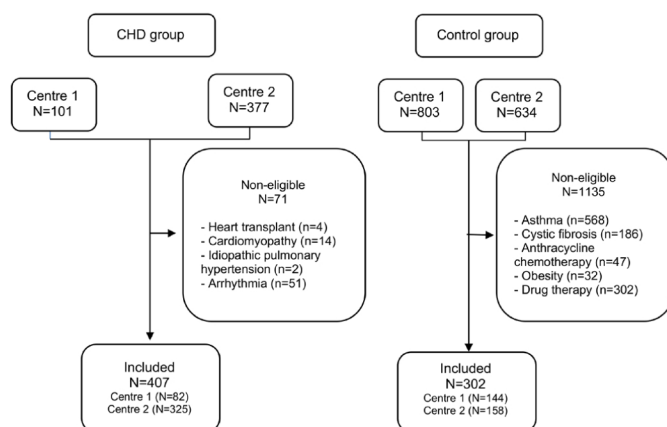 CHD group
Control group
Centre 1
N=101
Centre 2
N=377
Centre 1
N=803
Centre 2
N=634
Non-eligible
N=71
- Heart transplant (n=4)
- Cardiomyopathy (n=14)
- Idiopathic pulmonary
hypertension (n=2)
- Arrhythmia (n=51)
Non-eligible
N=1135
- Asthma (n=568)
- Cystic fibrosis (n=186)
- Anthracycline
chemotherapy (n=47)
- Obesity (n=32)
- Drug therapy (n=302)
Included
N=407
Centre 1 (N=82)
Centre 2 (N=325)
Included
N=302
Centre 1 (N=144)
Centre 2 (N=158)